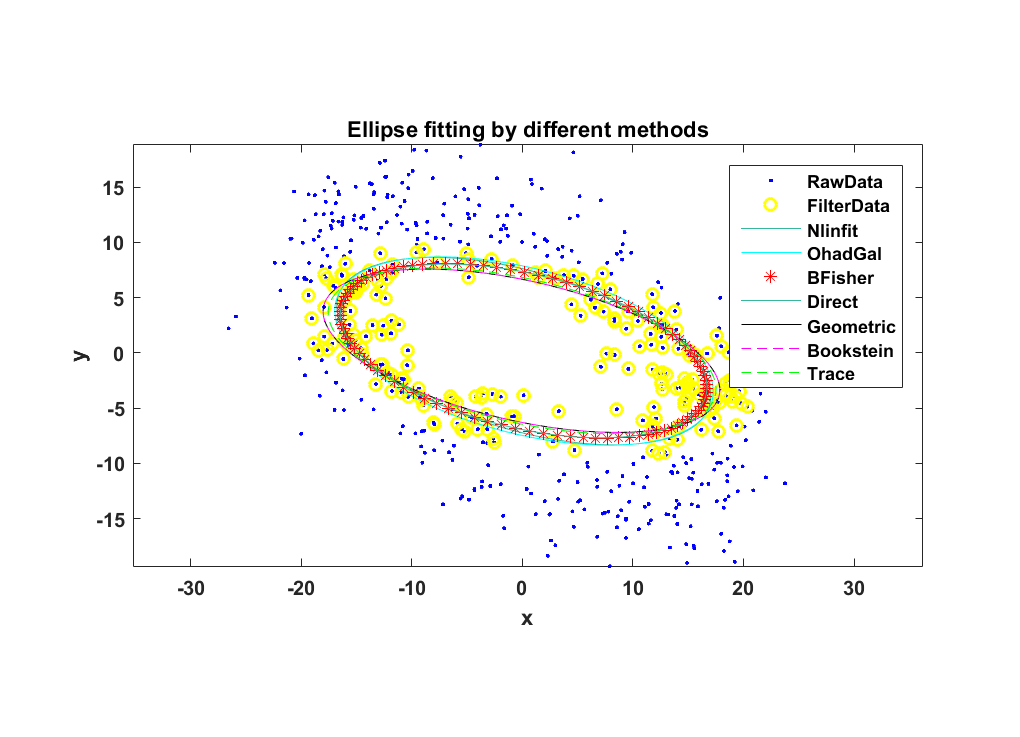 Ellipse fitting by different methods
15
10
5
0
-5
-10
-15
y
-30
-20
-10
0
10
20
30
x
RawData
FilterData
Nlinfit
OhadGal
BFisher
Direct
Geometric
Bookstein
Trace